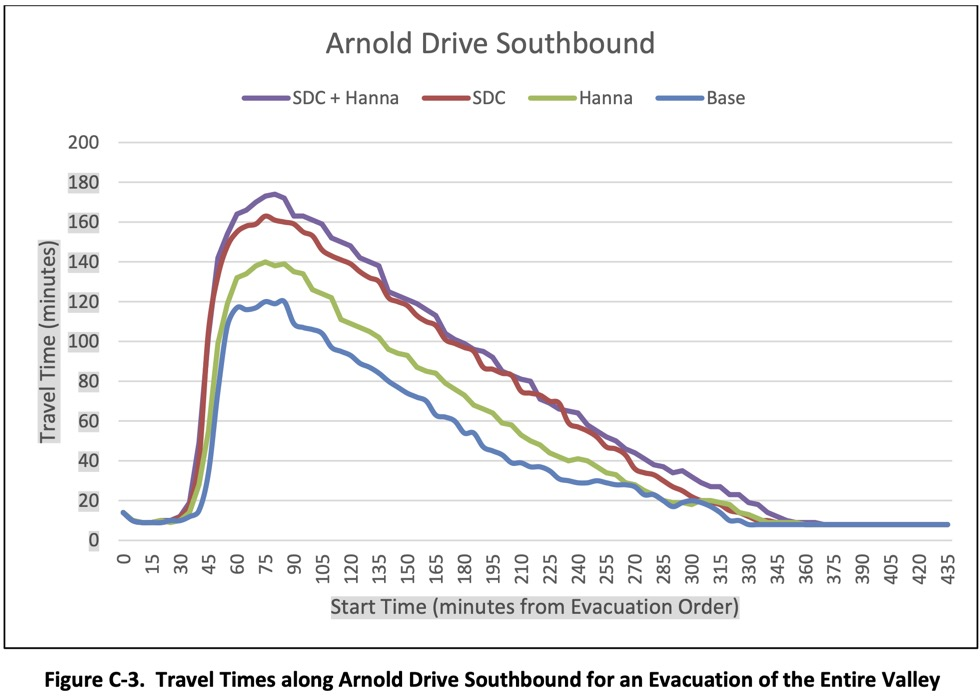 Arnold Drive Southbound
SDC + Hanna SDC Hanna Base
200
180
160
140
120
100
80
60
40
20
0
Travel Time (minutes)
0 15 30 45 60 75 90 105 120 135 150 165 180 195 210 225 240 255 270 285 300 315 330 345 360 375 390 405 420 435
Start Time (minutes from Evacuation Order)
Figure C-3. Travel Times along Arnold Drive Southbound for an Evacuation of the Entire Valley